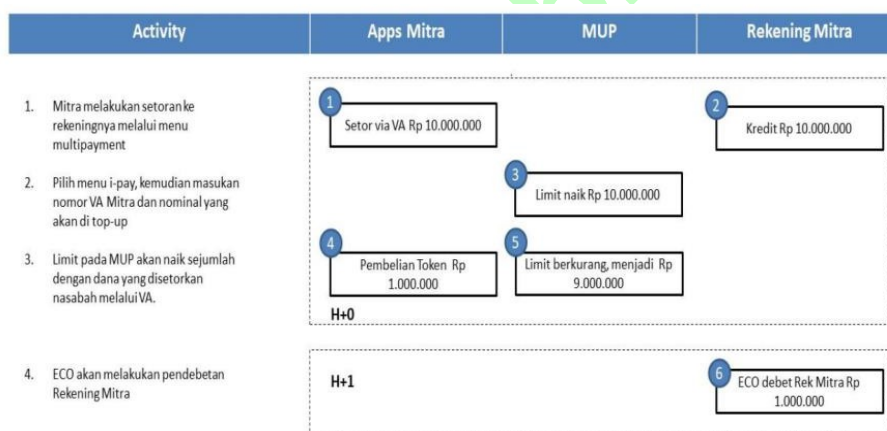 Activity
Apps Mitra
MUP
Rekening Mitra
1. Mitra melakukan setoran ke
rekeningnya melalui menu
multipayment
2. Pilih menu i-pay, kemudian masukan
nomor VA Mitra dan nominal yang
akan di top-up
3. Limit pada MUP akan naik sejumlah
dengan dana yang disetorkan
nasabah melalui VA.
1
Setor via VA Rp 10.000.000
2
Kredit Rp 10.000.000
3
Limit naik Rp 10.000.000
4
Pembelian Token Rp
1.000.000
5
Limit berkurang, menjadi Rp
9.000.000
H+0
4. ECO akan melakukan pendebetan
Rekening Mitra
H+1
6
ECO debet Rek Mitra Rp
1.000.000